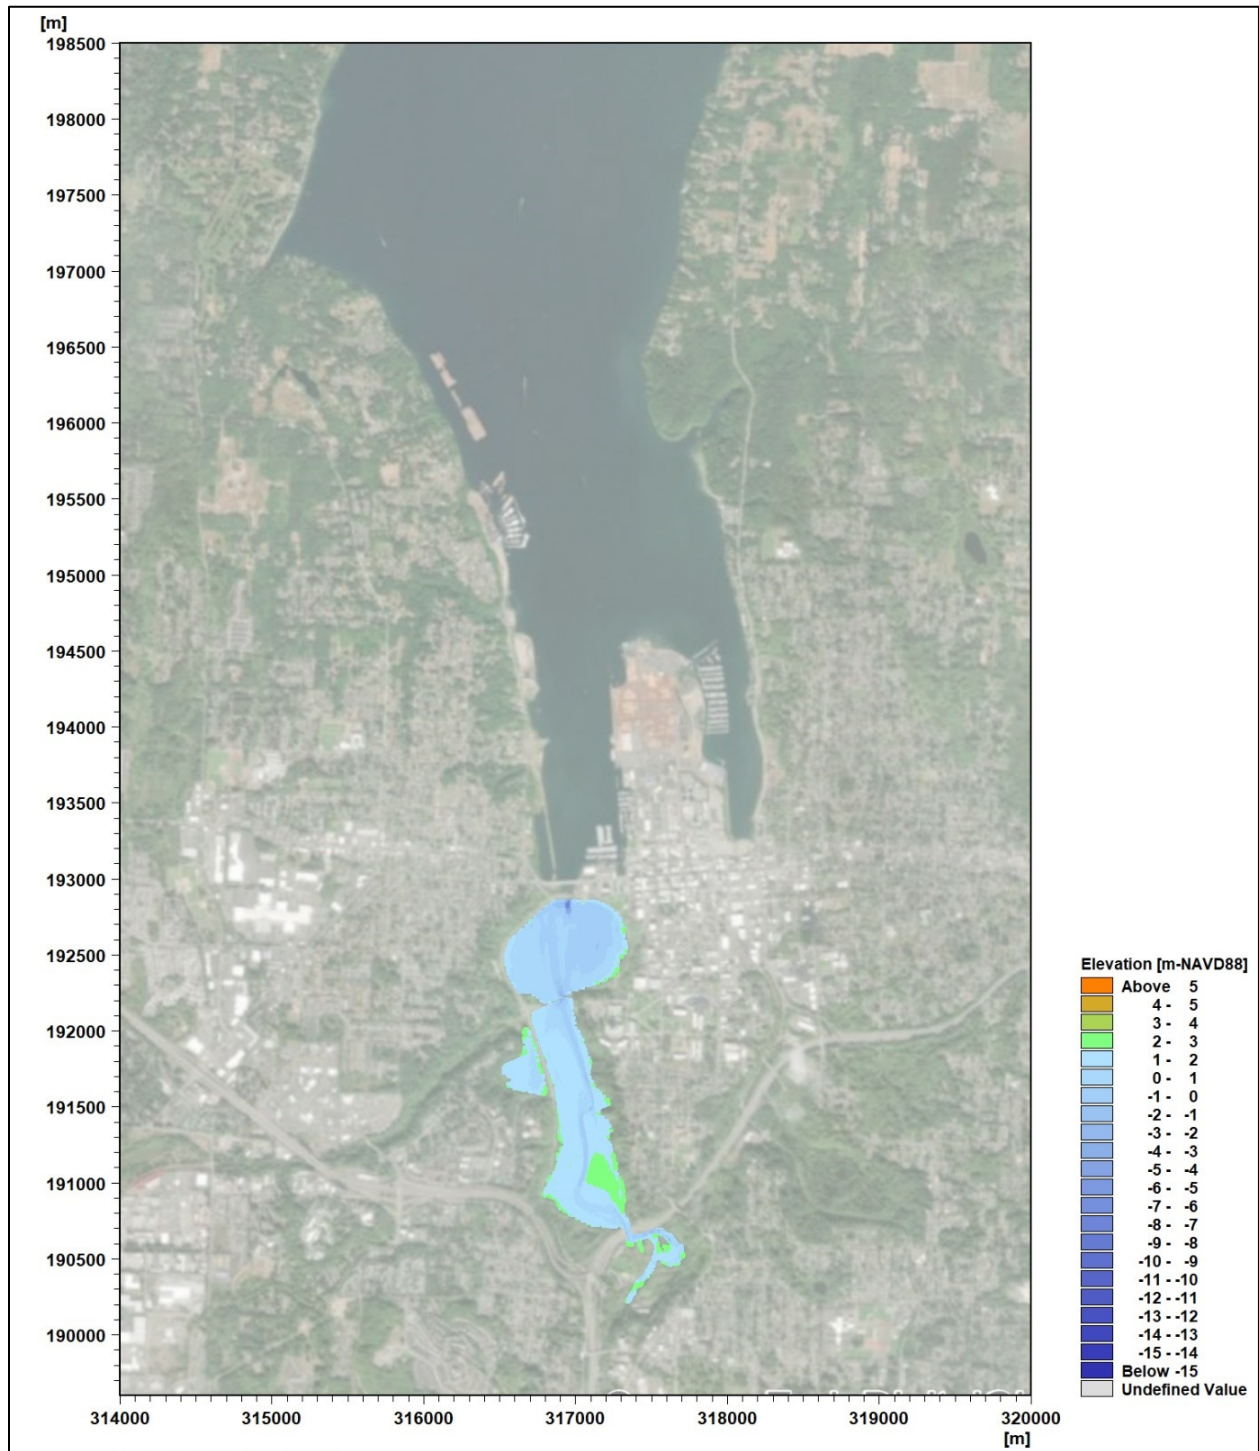 [m]
198500
198000
197500
197000
196500
196000
195500
195000
194500
194000
193500
193000
192500
192000
191500
191000
190500
190000
314000 315000 316000 317000 318000 319000 320000
[m]
Elevation [m-NAVD88]
Above 5
4 - 5
3 - 4
2 - 3
1 - 2
0 - 1
-1 - 0
-2 - -1
-3 - -2
-4 - -3
-5 - -4
-6 - -5
-7 - -6
-8 - -7
-9 - -8
-10 - -9
-11 - -10
-12 - -11
-13 - -12
-14 - -13
-15 - -14
Below -15
Undefined Value